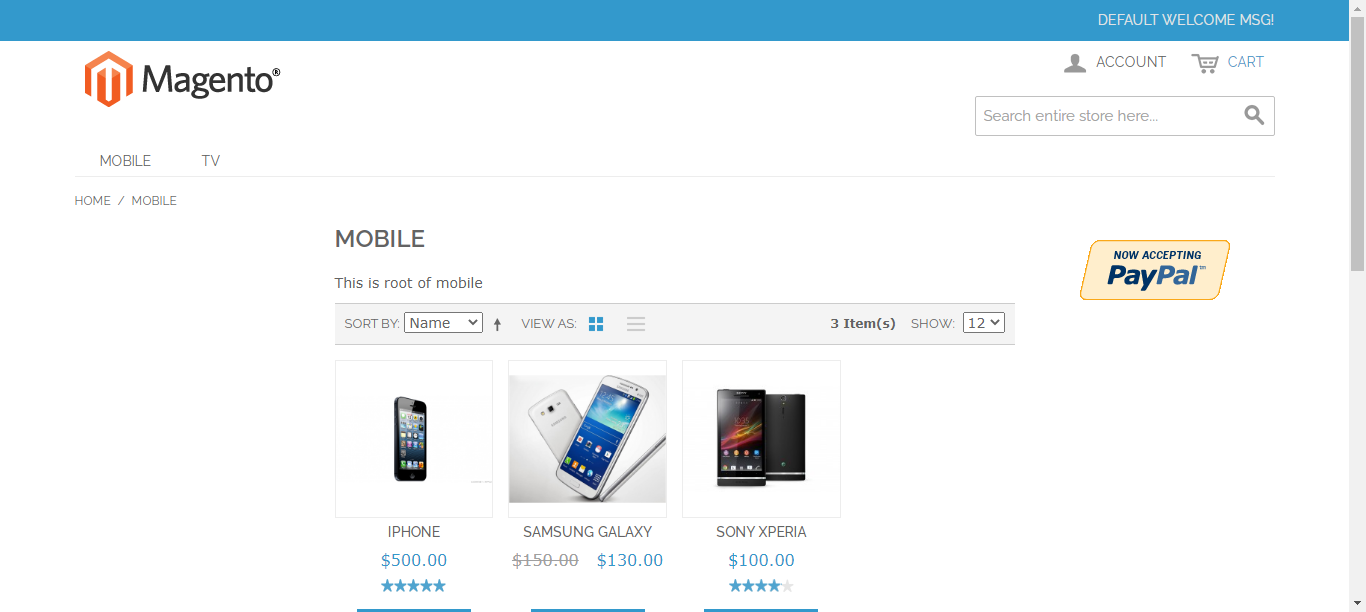 DEFAULT WELCOME MSG!
Magento®
ACCOUNT CART
Search entire store here...
MOBILE TV
HOME / MOBILE
MOBILE
NOW ACCEPTING
PayPal™
This is root of mobile
SORT BY: Name VIEW AS: 3 Item(s) SHOW: 12
IPHONE SAMSUNG GALAXY SONY XPERIA
$500.00 $150.00 $130.00 $100.00